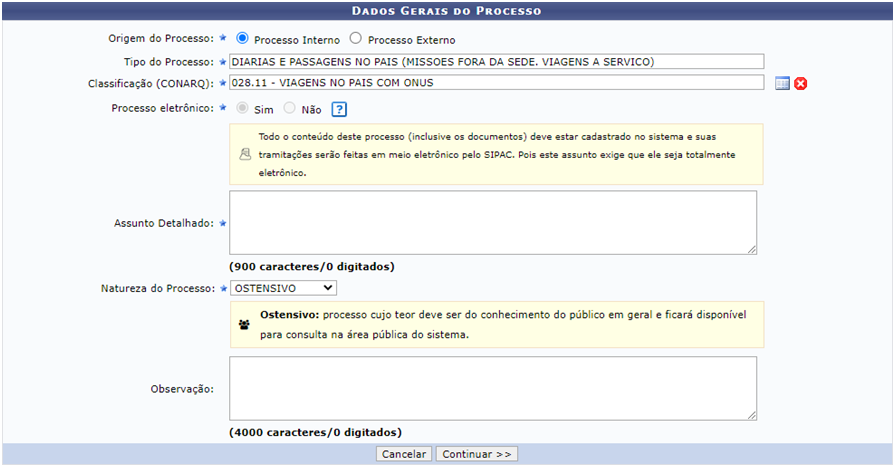 Dados Gerais do Processo
Origem do Processo: ★ Processo Interno Processo Externo
Tipo do Processo: ★ DIARIAS E PASSAGENS NO PAIS (MISSOES FORA DA SEDE. VIAGENS A SERVICO)
Classificação (CONARQ): ★ 028.11 - VIAGENS NO PAIS COM ONUS
Processo eletrônico: ★ Sim Não ?
Todo o conteúdo deste processo (inclusive os documentos) deve estar cadastrado no sistema e suas
tramitações serão feitas em meio eletrônico pelo SIPAC. Pois este assunto exige que ele seja totalmente
eletrônico.
Assunto Detalhado: ★
(900 caracteres/0 digitados)
Natureza do Processo: ★ OSTENSIVO
Ostensivo: processo cujo teor deve ser do conhecimento do público em geral e ficará disponível
para consulta na área pública do sistema.
Observação:
(4000 caracteres/0 digitados)
Cancelar Continuar >>